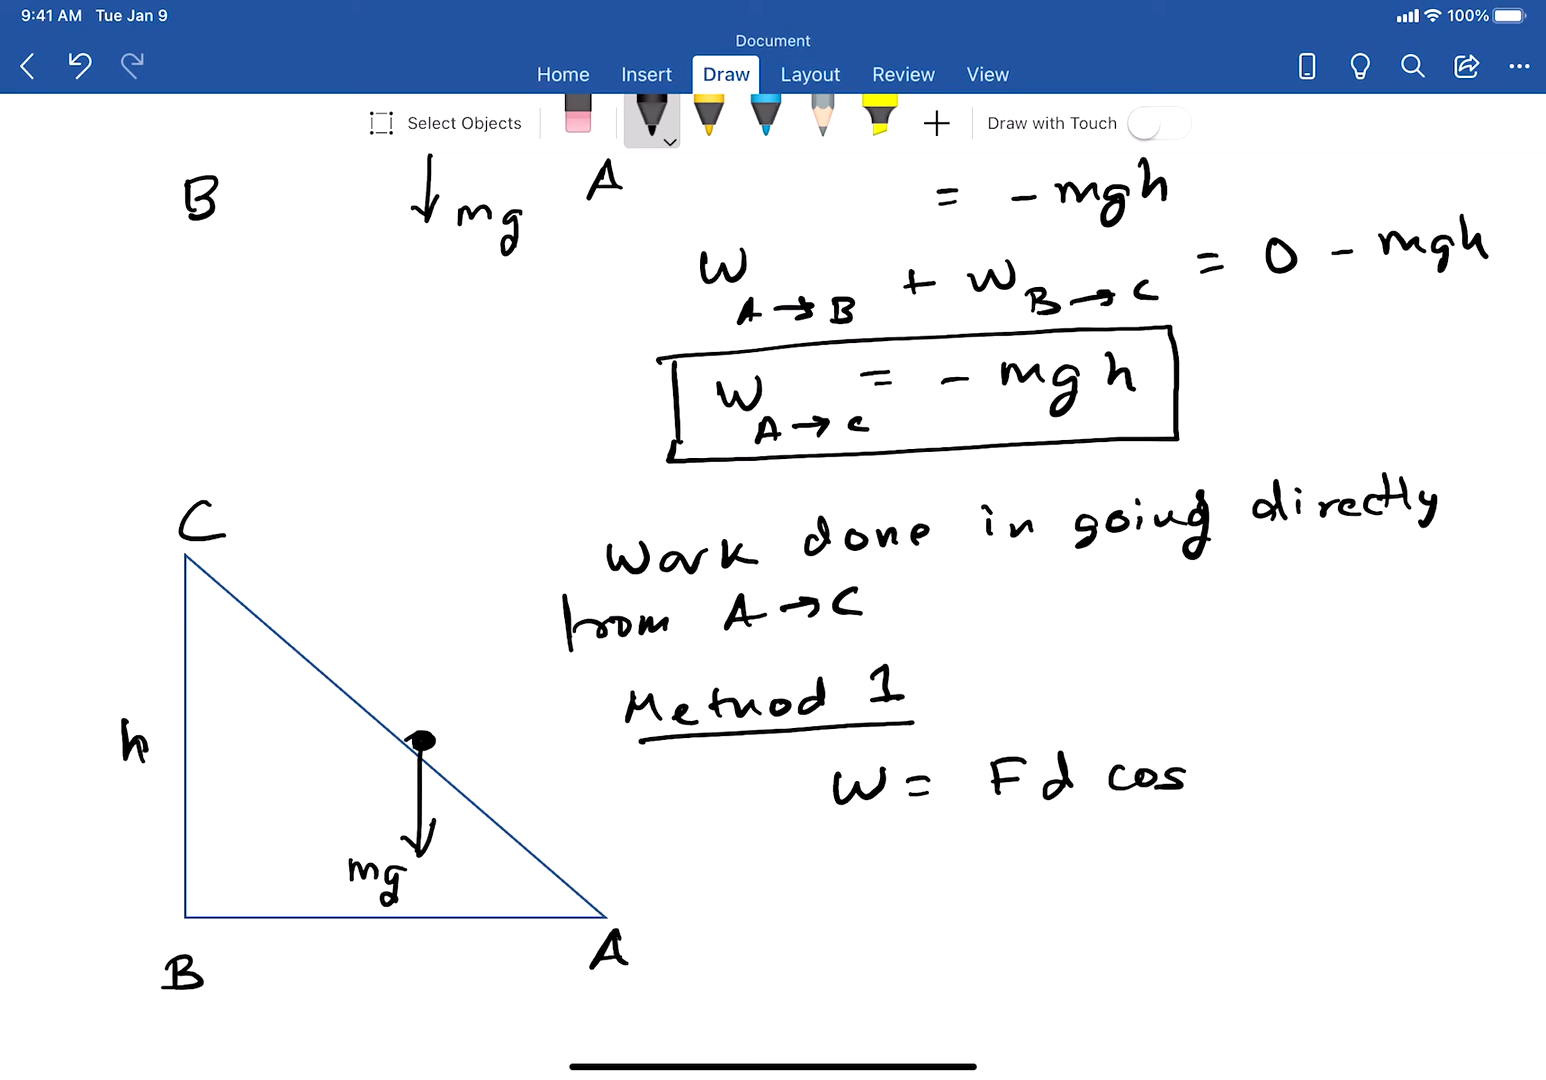 9:41 AM Tue Jan 9 100%
Document
Home Insert Draw Layout Review View
Select Objects Draw with Touch
B mg A = - mgh
W A→B + W B→C = 0 - mgh
W A→C = - mgh
C
Work done in going directly
from A→C
Method 1
h
W = Fd cos
mg
B A